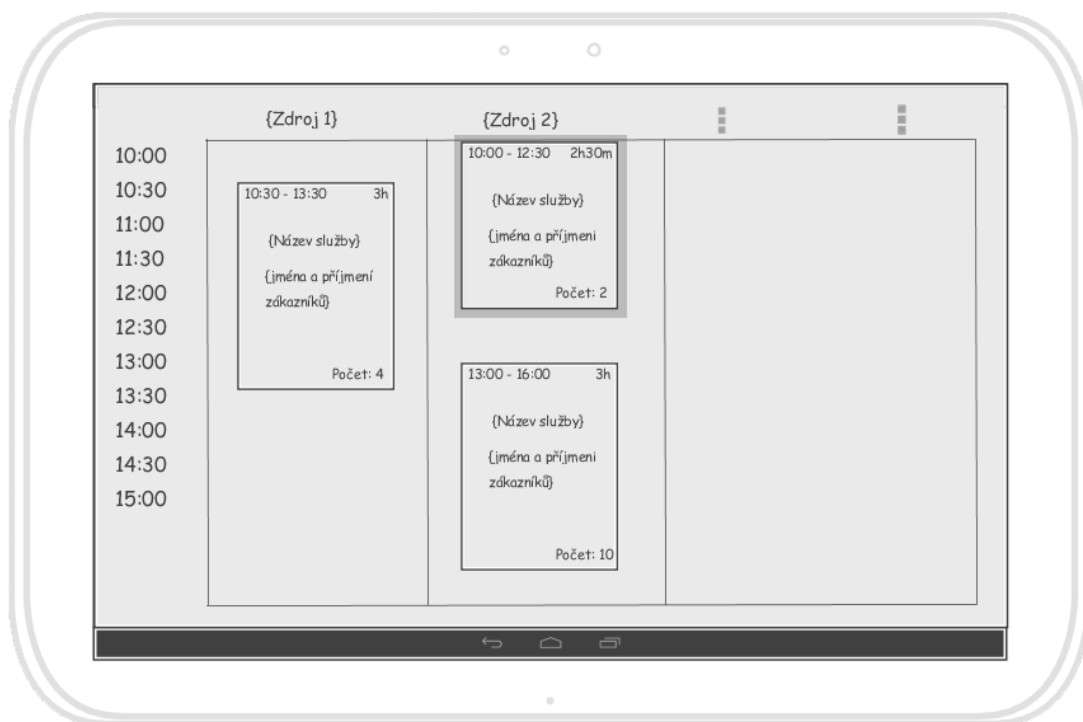 {Zdroj 1}
{Zdroj 2}
10:00
10:30
11:00
11:30
12:00
12:30
13:00
13:30
14:00
14:30
15:00
10:30 - 13:30 3h
{Název služby}
{jména a příjmení
zákazníků}
Počet: 4
10:00 - 12:30 2h30m
{Název služby}
{jména a příjmeni
zákazníků}
Počet: 2
13:00 - 16:00 3h
{Název služby}
{jména a příjmeni
zákazníků}
Počet: 10